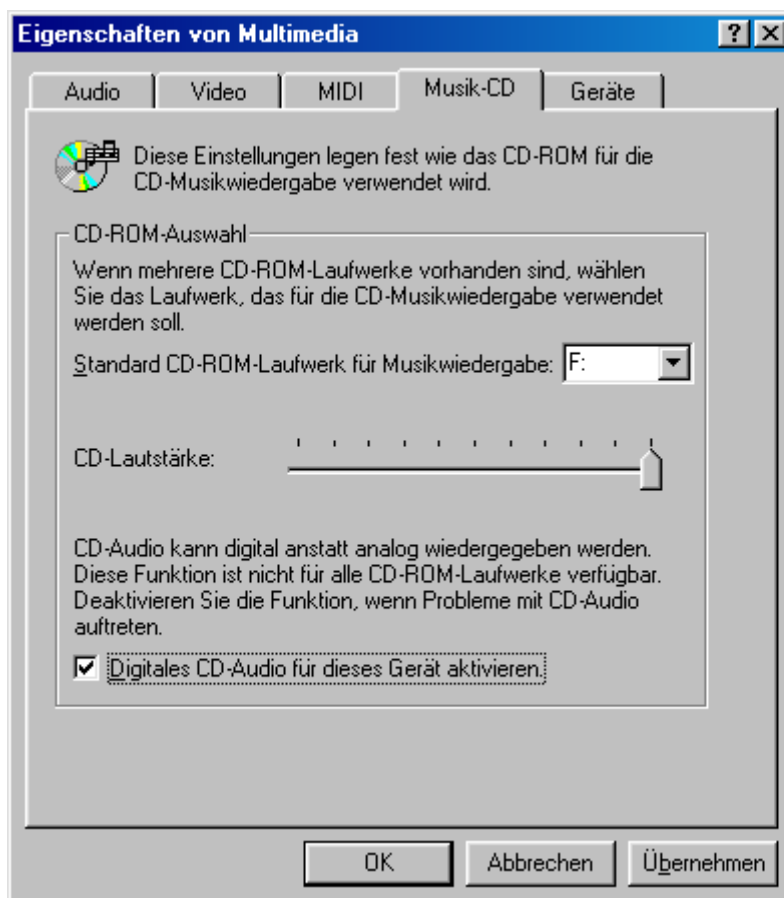 Eigenschaften von Multimedia
Audio Video MIDI Musik-CD Geräte
Diese Einstellungen legen fest wie das CD-ROM für die
CD-Musikwiedergabe verwendet wird.
CD-ROM-Auswahl
Wenn mehrere CD-ROM-Laufwerke vorhanden sind, wählen
Sie das Laufwerk, das für die CD-Musikwiedergabe verwendet
werden soll.
Standard CD-ROM-Laufwerk für Musikwiedergabe: F:
CD-Lautstärke:
CD-Audio kann digital anstatt analog wiedergegeben werden.
Diese Funktion ist nicht für alle CD-ROM-Laufwerke verfügbar.
Deaktivieren Sie die Funktion, wenn Probleme mit CD-Audio
auftreten.
Digitales CD-Audio für dieses Gerät aktivieren.
OK Abbrechen Übernehmen